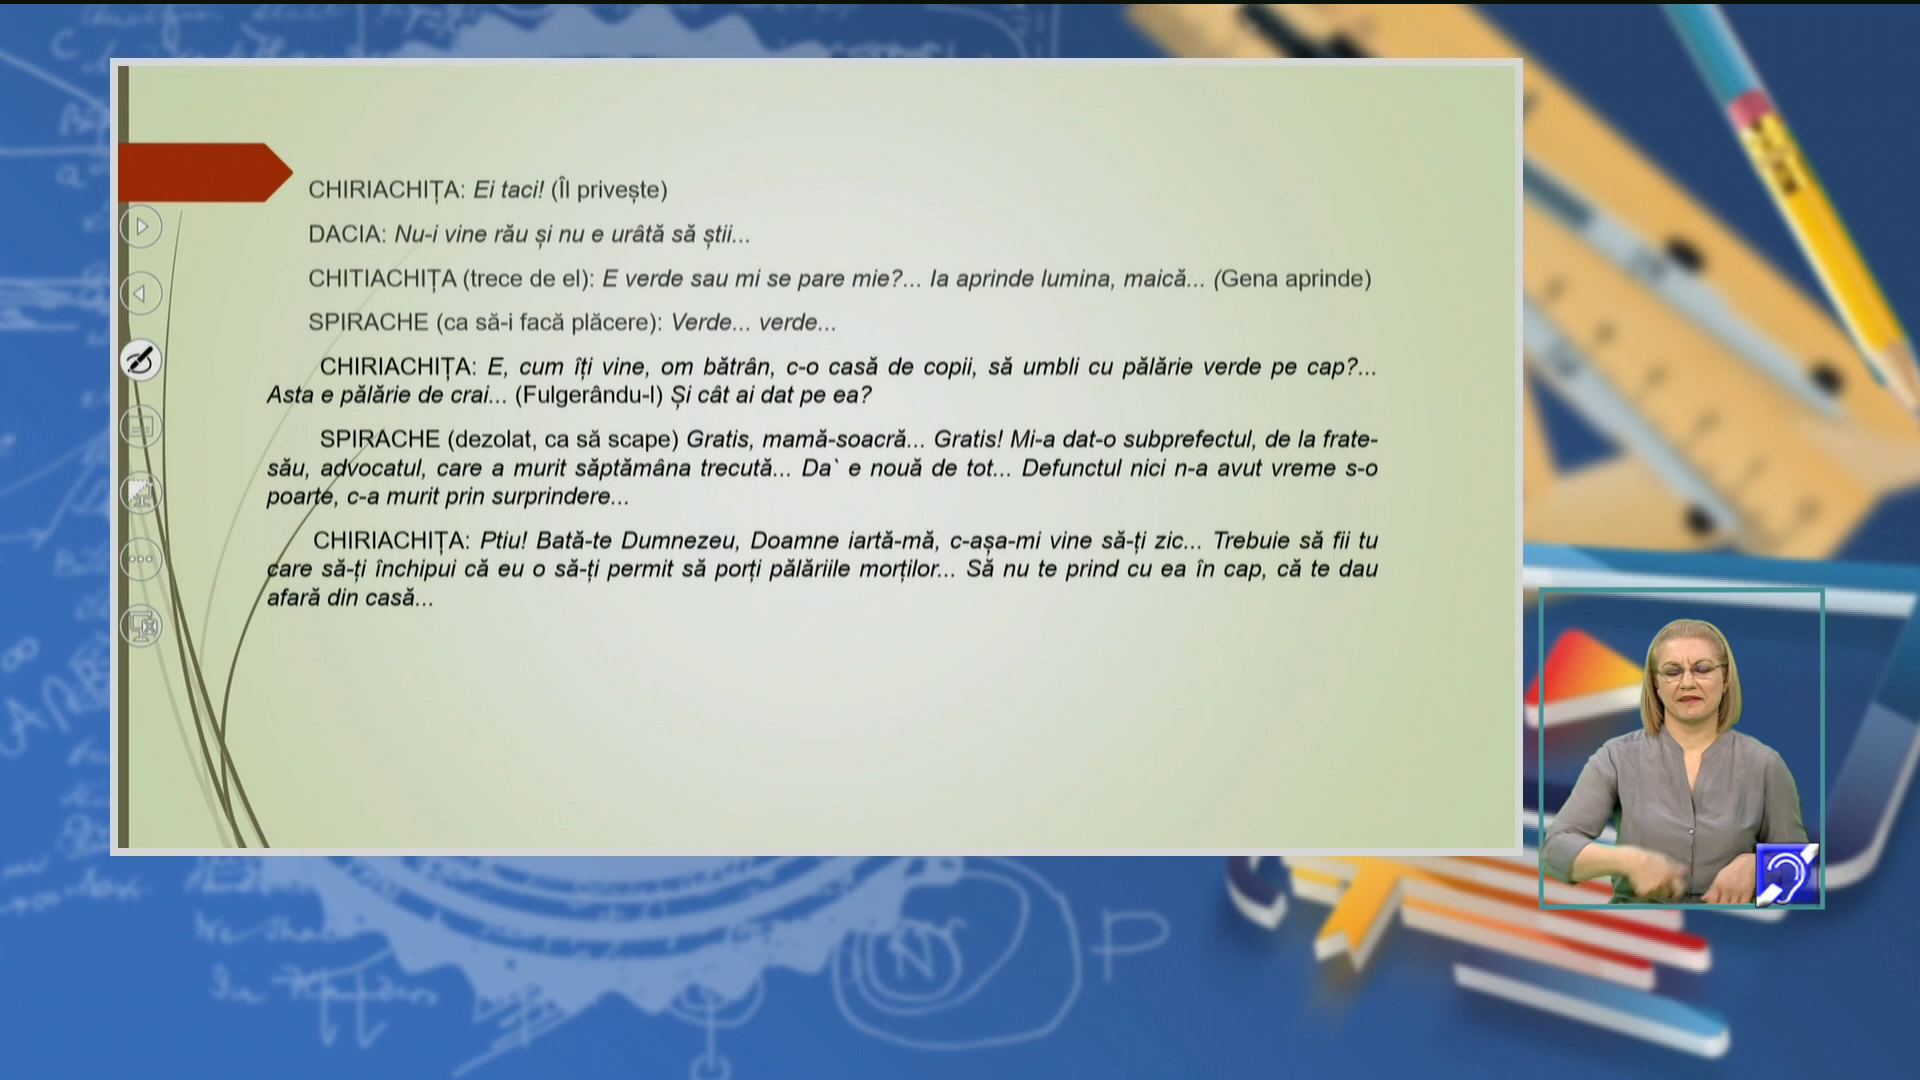 CHIRIACHIȚA: Ei taci! (Îl privește)
DACIA: Nu-i vine rău și nu e urâtă să știi...
CHITIACHIȚA (trece de el): E verde sau mi se pare mie?... Ia aprinde lumina, maică... (Gena aprinde)
SPIRACHE (ca să-i facă plăcere): Verde... verde...
CHIRIACHIȚA: E, cum îți vine, om bătrân, c-o casă de copii, să umbli cu pălărie verde pe cap?...
Asta e pălărie de crai... (Fulgerându-l) Și cât ai dat pe ea?
SPIRACHE (dezolat, ca să scape) Gratis, mamă-soacră... Gratis! Mi-a dat-o subprefectul, de la frate-
său, advocatul, care a murit săptămâna trecută... Da` e nouă de tot... Defunctul nici n-a avut vreme s-o
poarte, c-a murit prin surprindere...
CHIRIACHIȚA: Ptiu! Bată-te Dumnezeu, Doamne iartă-mă, c-așa-mi vine să-ți zic... Trebuie să fii tu
care să-ți închipui că eu o să-ți permit să porți pălăriile morților... Să nu te prind cu ea în cap, că te dau
afară din casă...
N
P